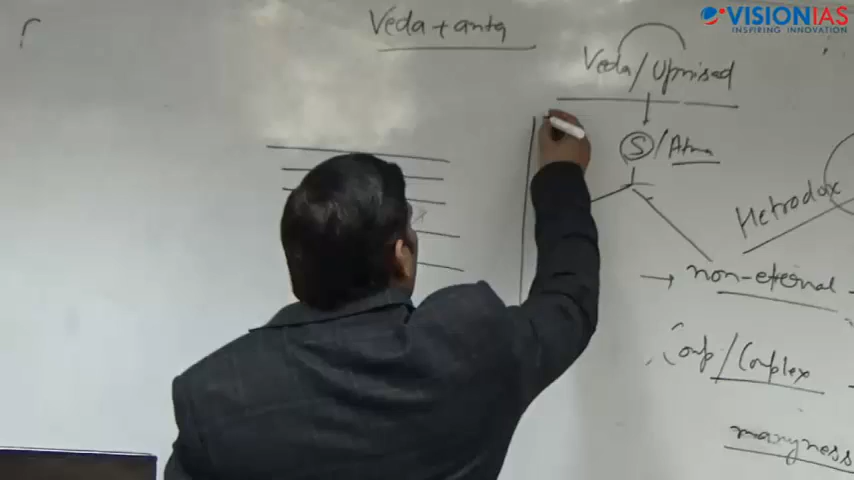 VISIONIAS
INSPIRING INNOVATION
Veda + anta
Veda / Upnisad
S / Atma
Hetrodox
→ non-eternal
Comp / Complex
manyness